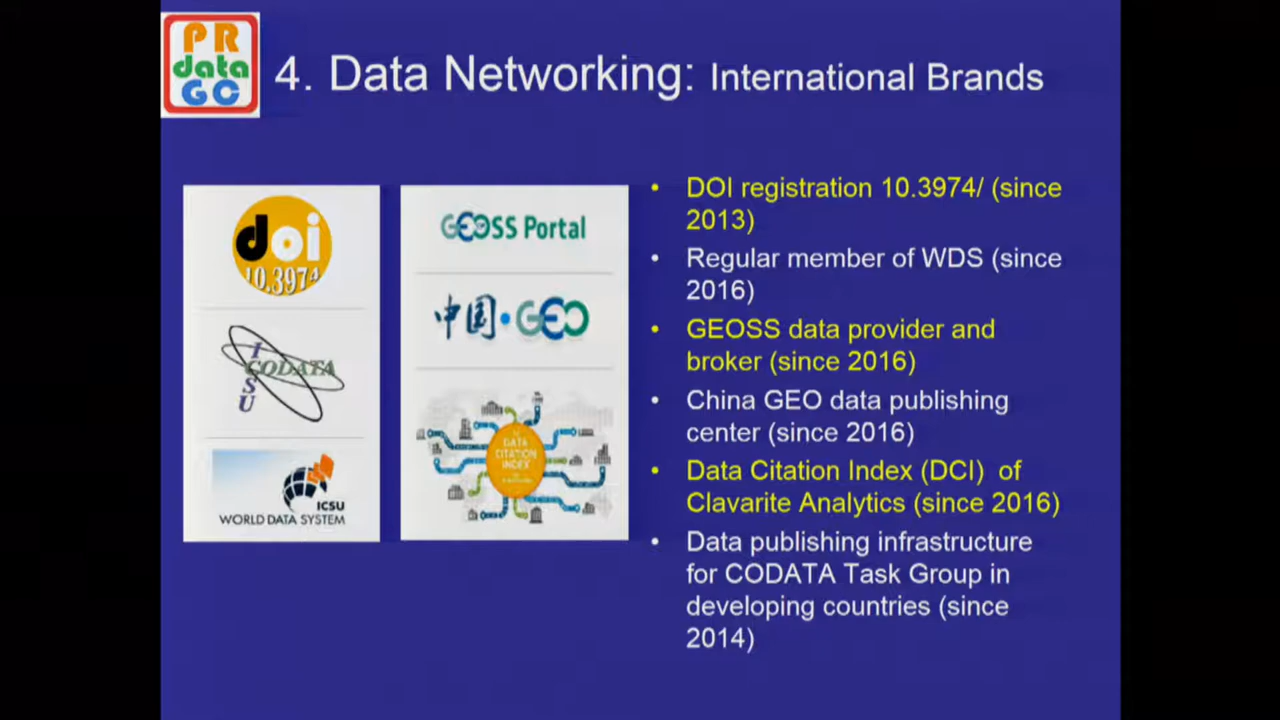 PR
data
GC
4. Data Networking: International Brands
doi
10.3974
ICSU
CODATA
ICSU
WORLD DATA SYSTEM
GEOSS Portal
中国·GEO
DATA
CITATION
INDEX
• DOI registration 10.3974/ (since
2013)
• Regular member of WDS (since
2016)
• GEOSS data provider and
broker (since 2016)
• China GEO data publishing
center (since 2016)
• Data Citation Index (DCI) of
Clavarite Analytics (since 2016)
• Data publishing infrastructure
for CODATA Task Group in
developing countries (since
2014)